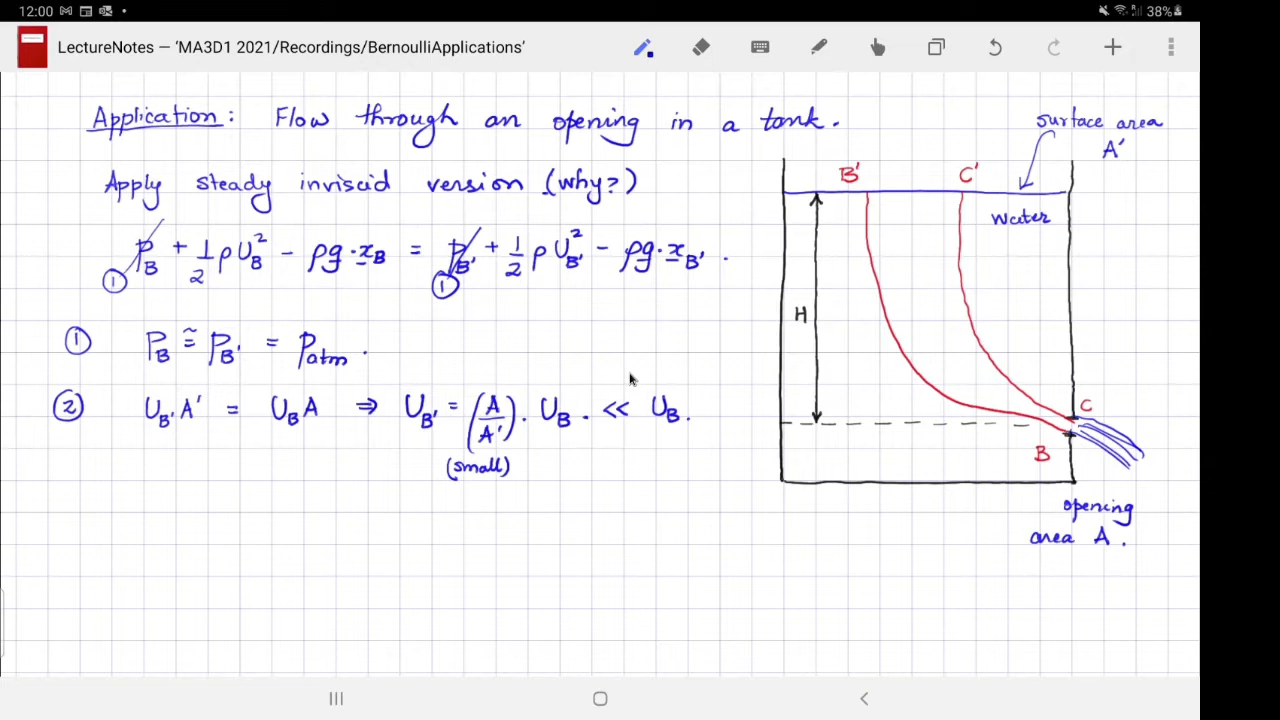 12:00
38%
LectureNotes — ‘MA3D1 2021/Recordings/BernoulliApplications’
Application: Flow through an opening in a tank.
Apply steady inviscid version (why?)
p_B + 1/2 ρ U_B^2 - ρg·x_B = p_B' + 1/2 ρ U_B'^2 - ρg·x_B' .
① ①
① p_B ≅ p_B' = p_atm .
② U_B' A' = U_B A ⇒ U_B' = (A/A') . U_B . << U_B.
(small)
surface area
A'
B' C'
water
H
C
B
opening
area A.